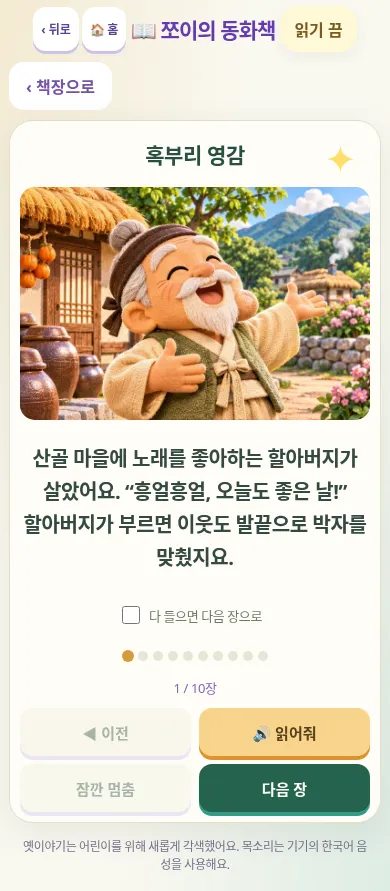 ‹ 뒤로
🏠 홈
📖 쪼이의 동화책
읽기 끔
‹ 책장으로
혹부리 영감
산골 마을에 노래를 좋아하는 할아버지가
살았어요. “흥얼흥얼, 오늘도 좋은 날!”
할아버지가 부르면 이웃도 발끝으로 박자를
맞췄지요.
다 들으면 다음 장으로
1 / 10장
◀ 이전
🔊 읽어줘
잠깐 멈춤
다음 장
옛이야기는 어린이를 위해 새롭게 각색했어요. 목소리는 기기의 한국어 음
성을 사용해요.